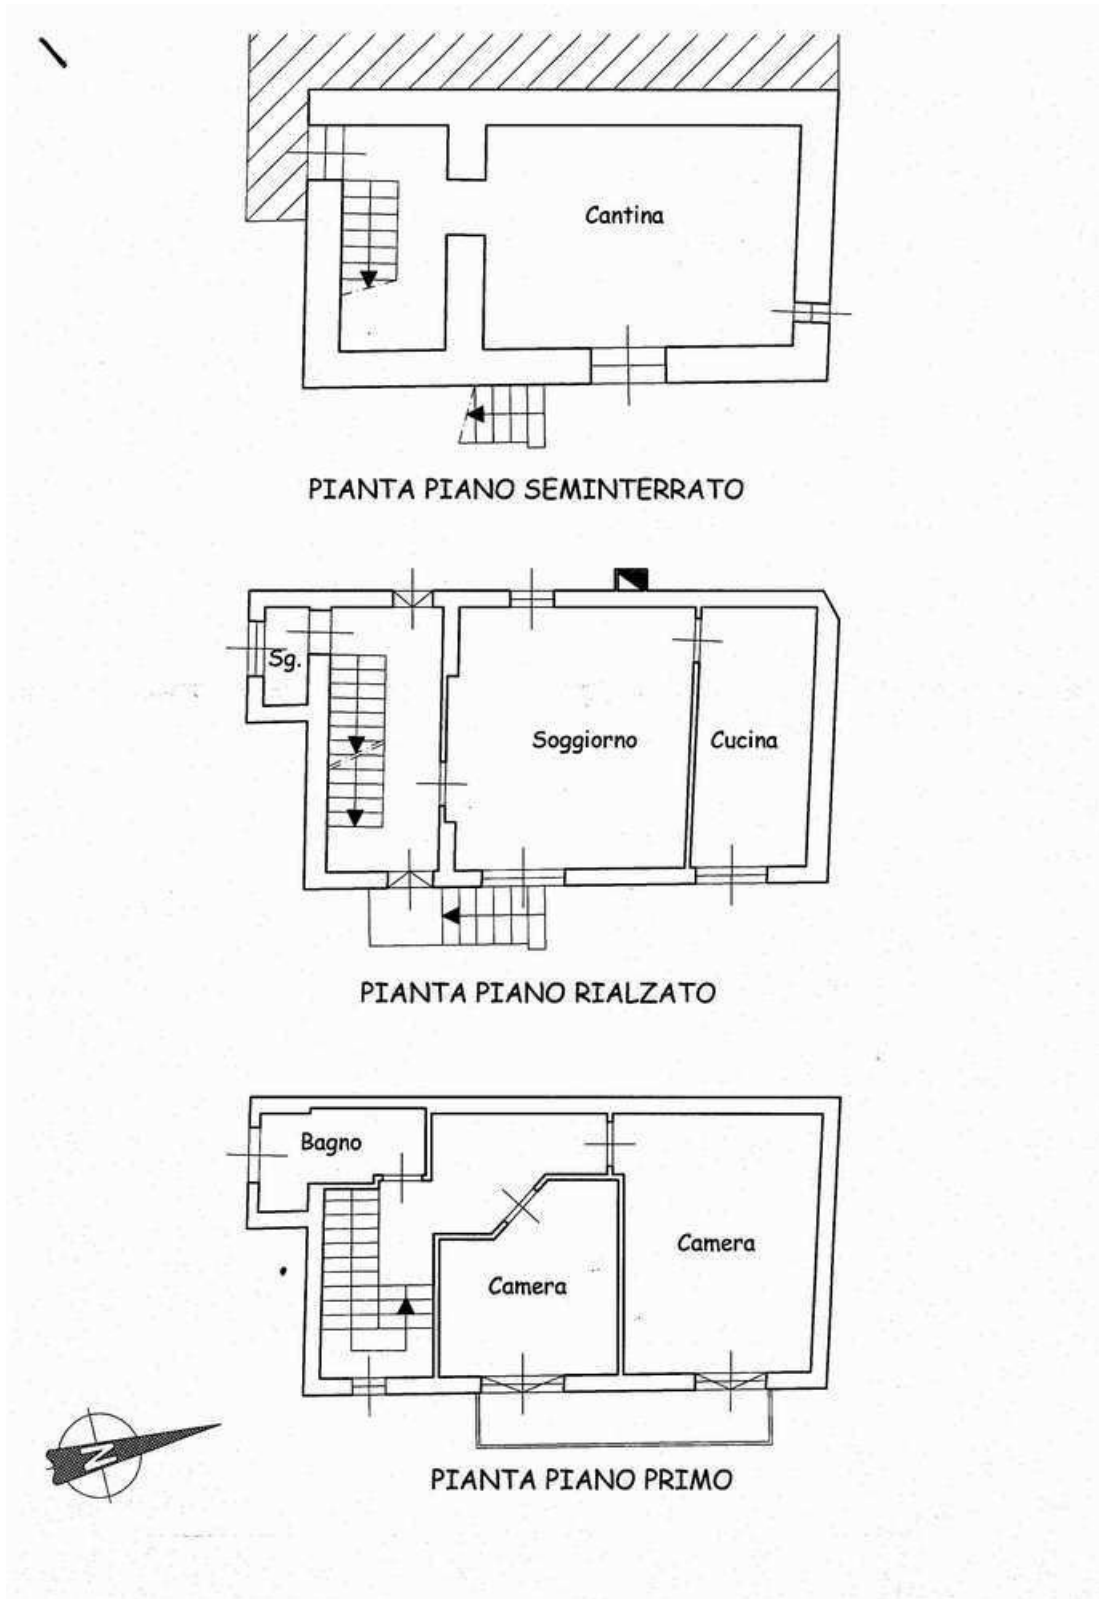 Cantina
PIANTA PIANO SEMINTERRATO
Sg.
Soggiorno
Cucina
PIANTA PIANO RIALZATO
Bagno
Camera
Camera
N
PIANTA PIANO PRIMO